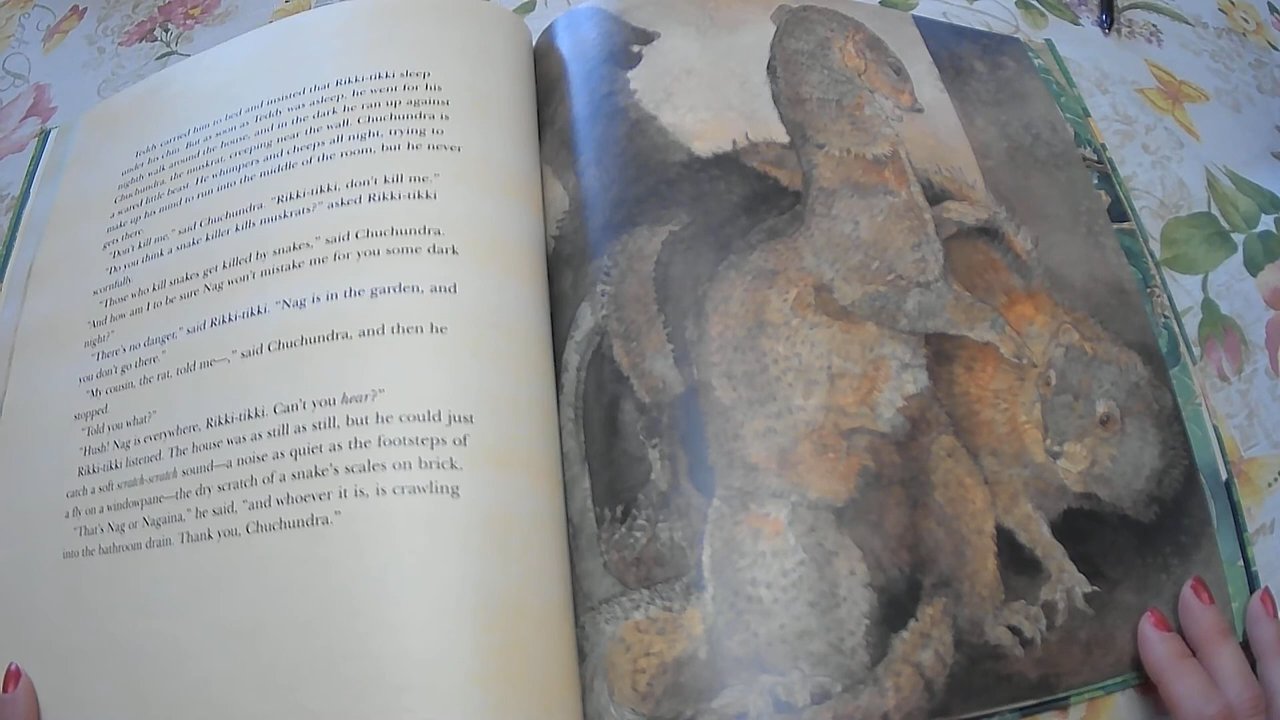 Teddy carried him to bed and insisted that Rikki-tikki sleep
under his chin. But as soon as Teddy was asleep, he went for his
night walk around the house, and in the dark he ran up against
Chuchundra, the muskrat, creeping near the wall. Chuchundra is
a scared little beast. He whimpers and cheeps all night, trying to
make up his mind to run into the middle of the room, but he never
gets there.
"Don't kill me," said Chuchundra. "Rikki-tikki, don't kill me."
"Do you think a snake killer kills muskrats?" asked Rikki-tikki
scornfully.
"Those who kill snakes get killed by snakes," said Chuchundra.
"And how am I to be sure Nag won't mistake me for you some dark
night?"
"There's no danger," said Rikki-tikki. "Nag is in the garden, and
you don't go there."
"My cousin, the rat, told me—," said Chuchundra, and then he
stopped.
"Told you what?"
"Hush! Nag is everywhere, Rikki-tikki. Can't you hear?"
Rikki-tikki listened. The house was as still as still, but he could just
catch a soft scratch-scratch sound—a noise as quiet as the footsteps of
a fly on a windowpane—the dry scratch of a snake's scales on brick.
"That's Nag or Nagaina," he said, "and whoever it is, is crawling
into the bathroom drain. Thank you, Chuchundra."